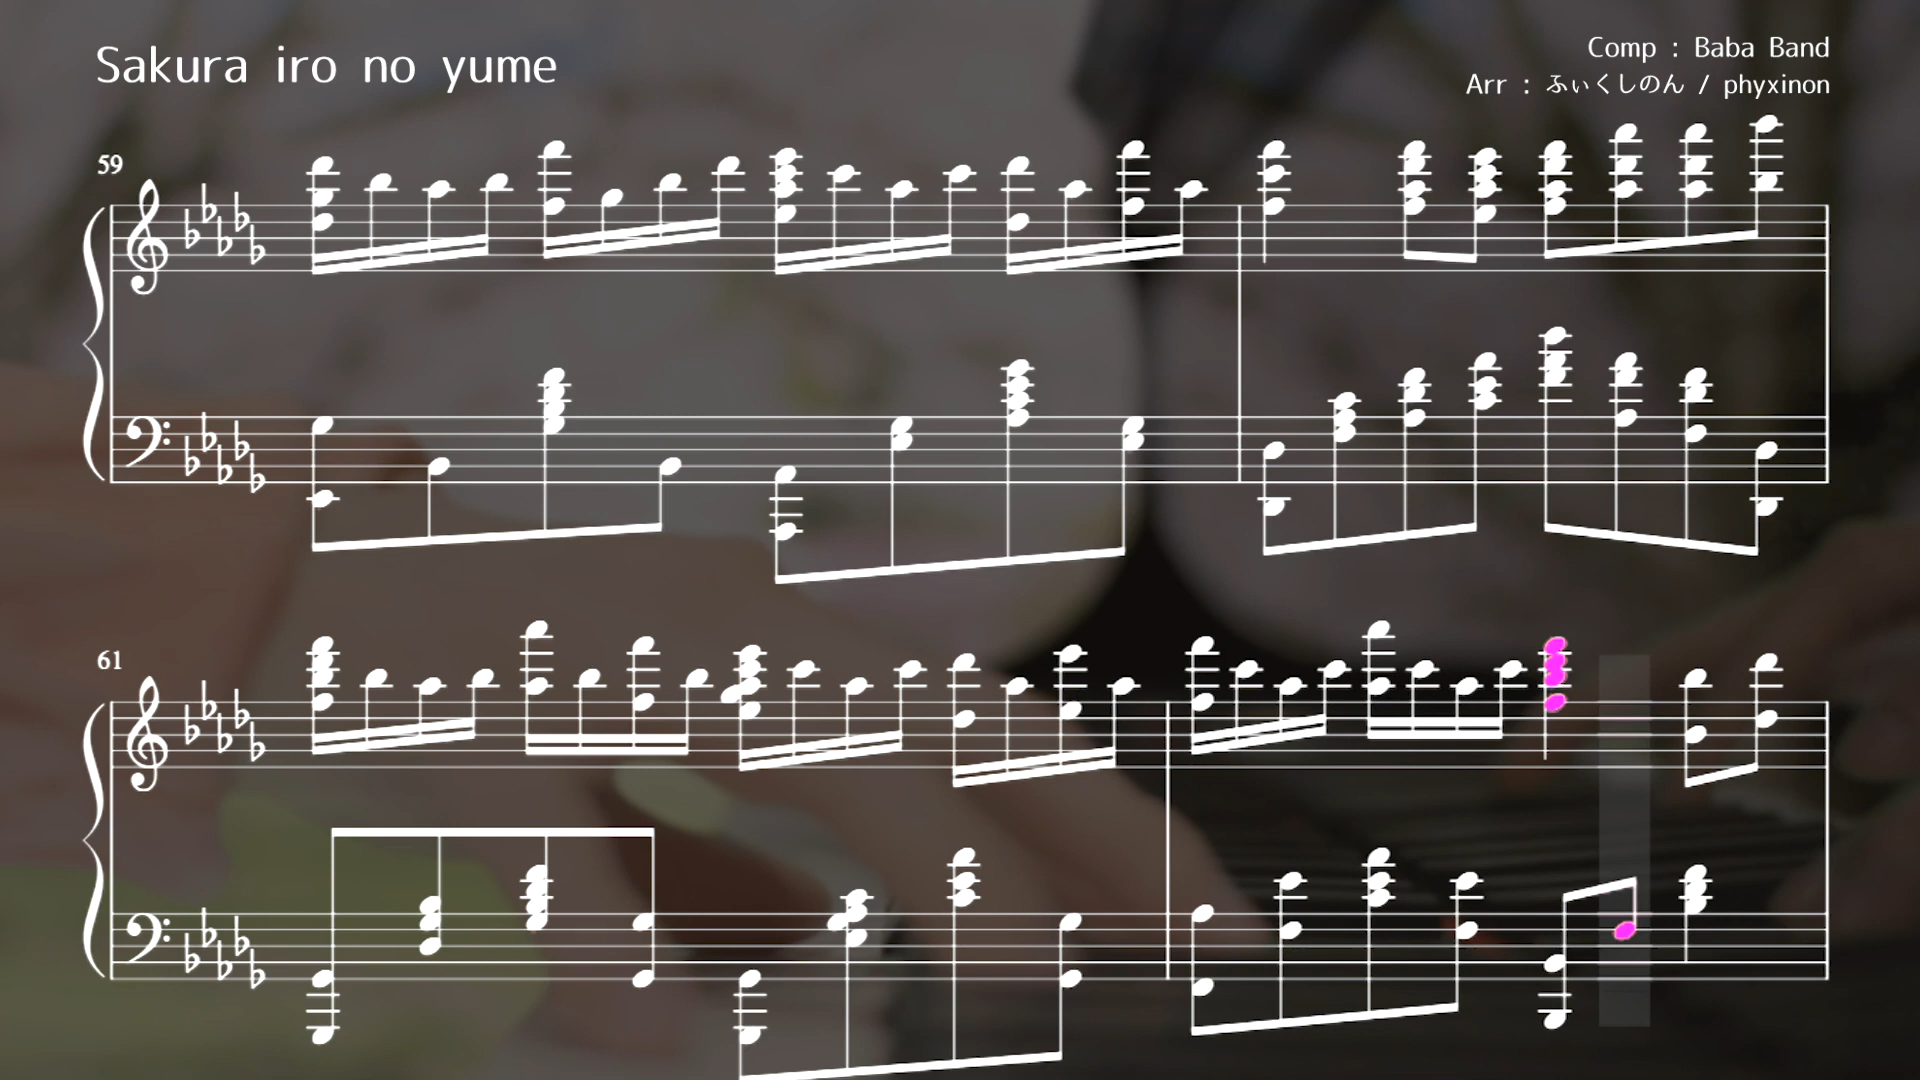 Sakura iro no yume
Comp : Baba Band
Arr : ふぃくしのん / phyxinon
59
61